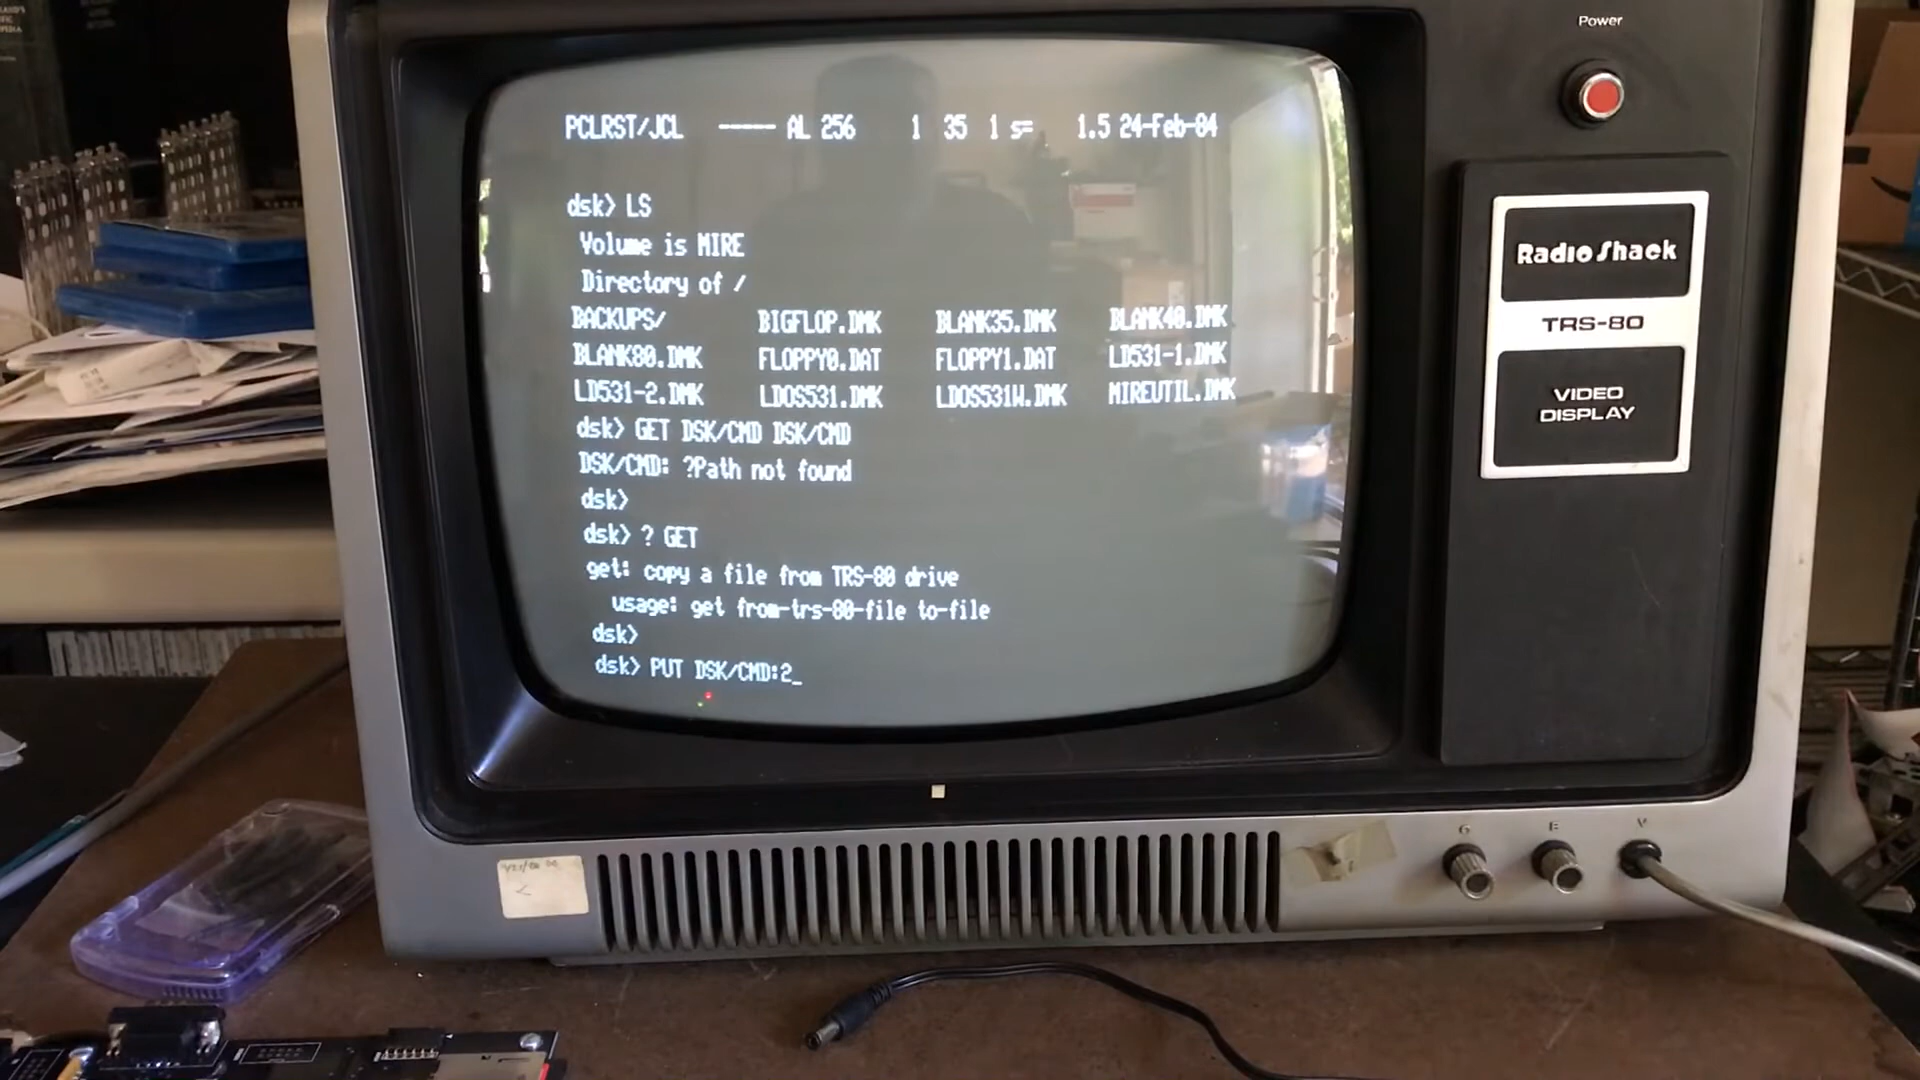 PCLRST/JCL ----- AL 256 1 35 1 s= 1.5 24-Feb-84
dsk> LS
Volume is MIRE
Directory of /
BACKUPS/ BIGFLOP.DMK BLANK35.DMK BLANK40.DMK
BLANK80.DMK FLOPPY0.DAT FLOPPY1.DAT LD531-1.DMK
LD531-2.DMK LDOS531.DMK LDOS531W.DMK MIREUTIL.DMK
dsk> GET DSK/CMD DSK/CMD
DSK/CMD: ?Path not found
dsk>
dsk> ? GET
get: copy a file from TRS-80 drive
usage: get from-trs-80-file to-file
dsk>
dsk> PUT DSK/CMD:2_
Power
Radio Shack
TRS-80
VIDEO
DISPLAY